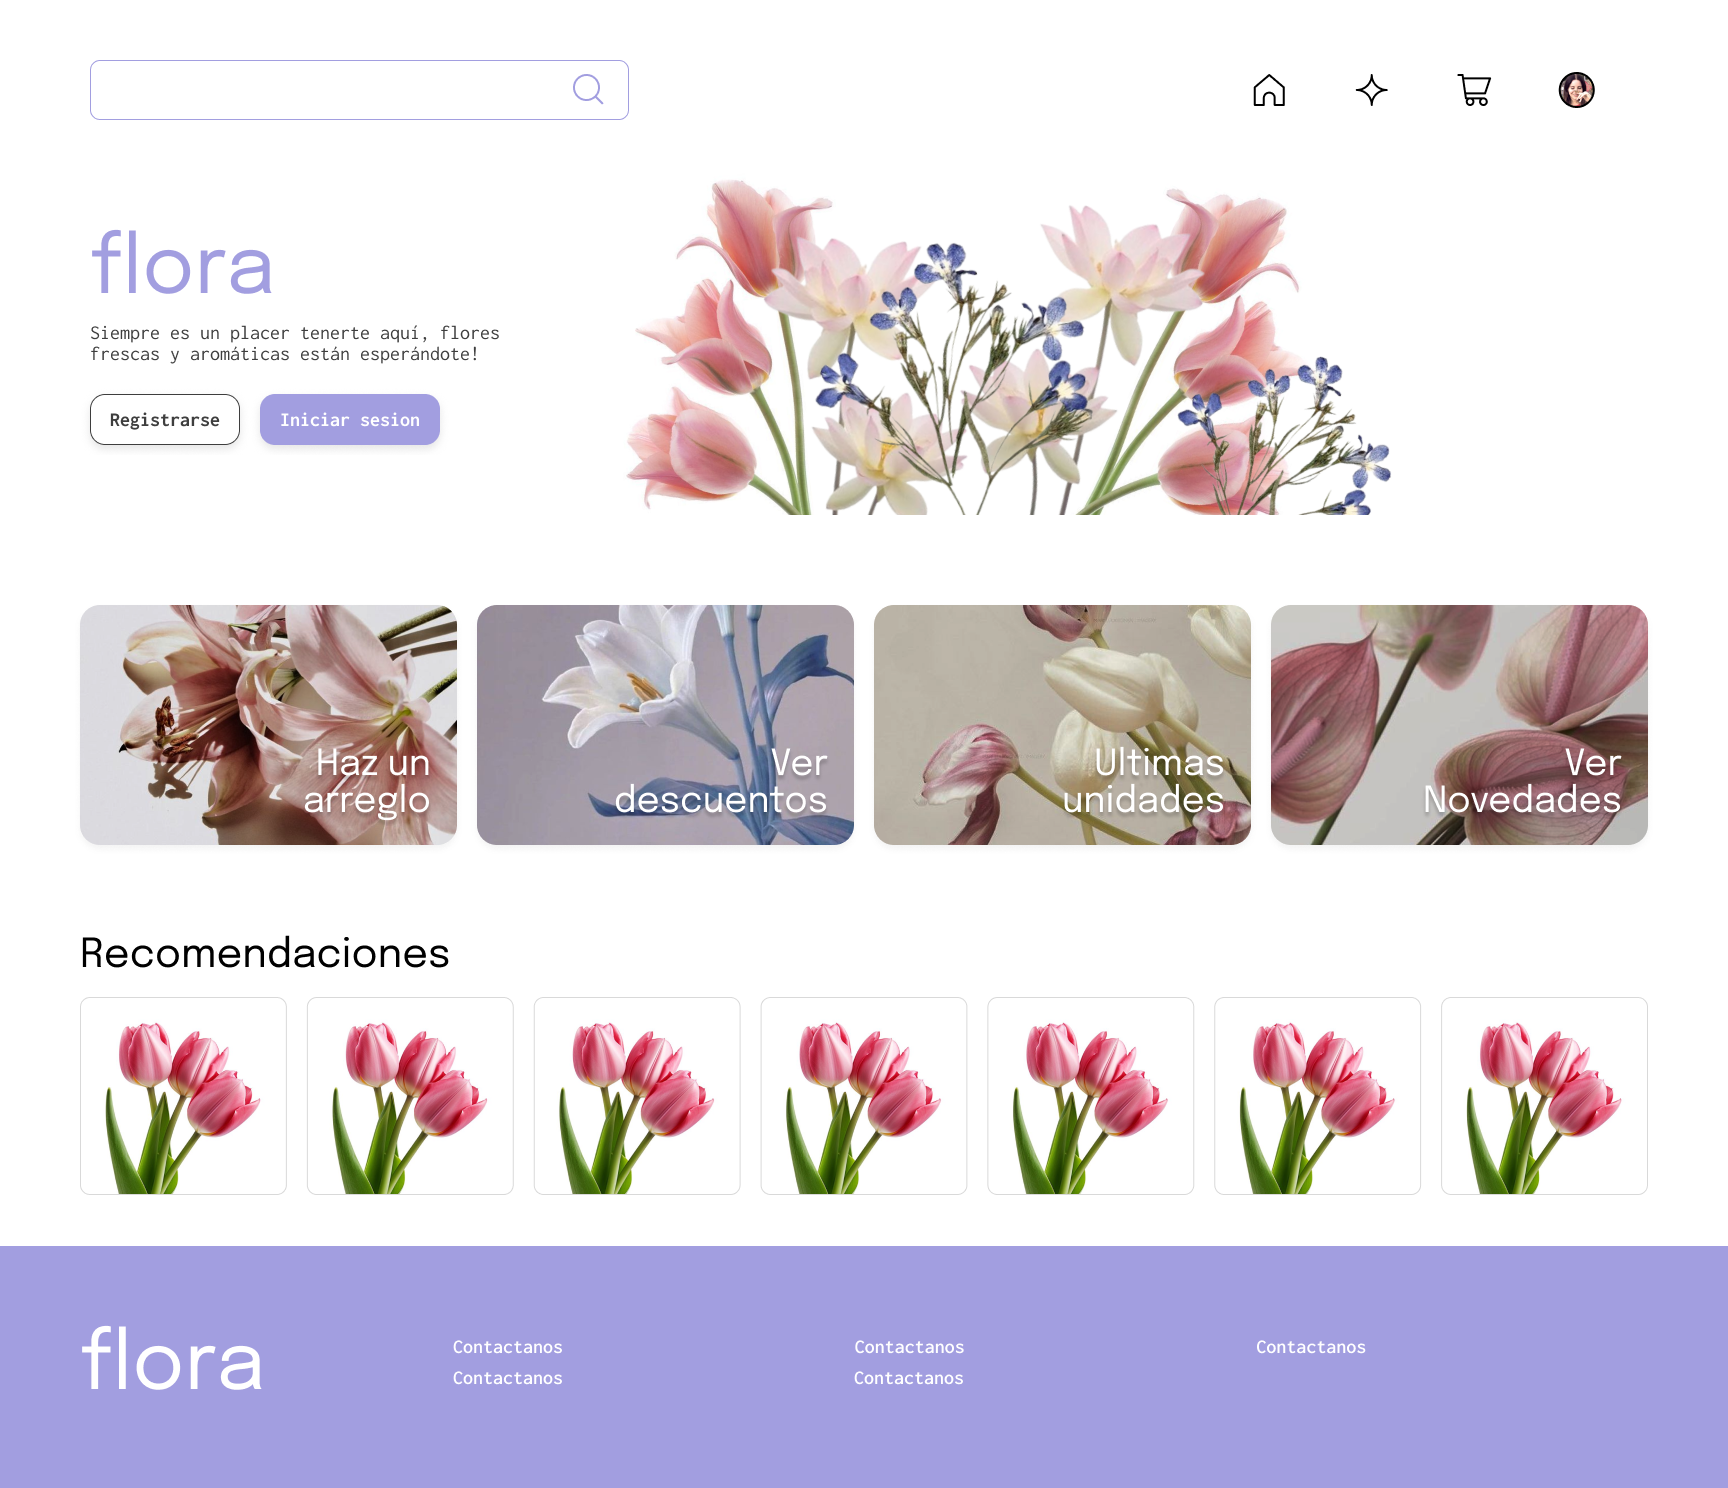 flora
Siempre es un placer tenerte aquí, flores
frescas y aromáticas están esperándote!
Registrarse
Iniciar sesion
Haz un
arreglo
Ver
descuentos
Ultimas
unidades
Ver
Novedades
Recomendaciones
flora
Contactanos
Contactanos
Contactanos
Contactanos
Contactanos